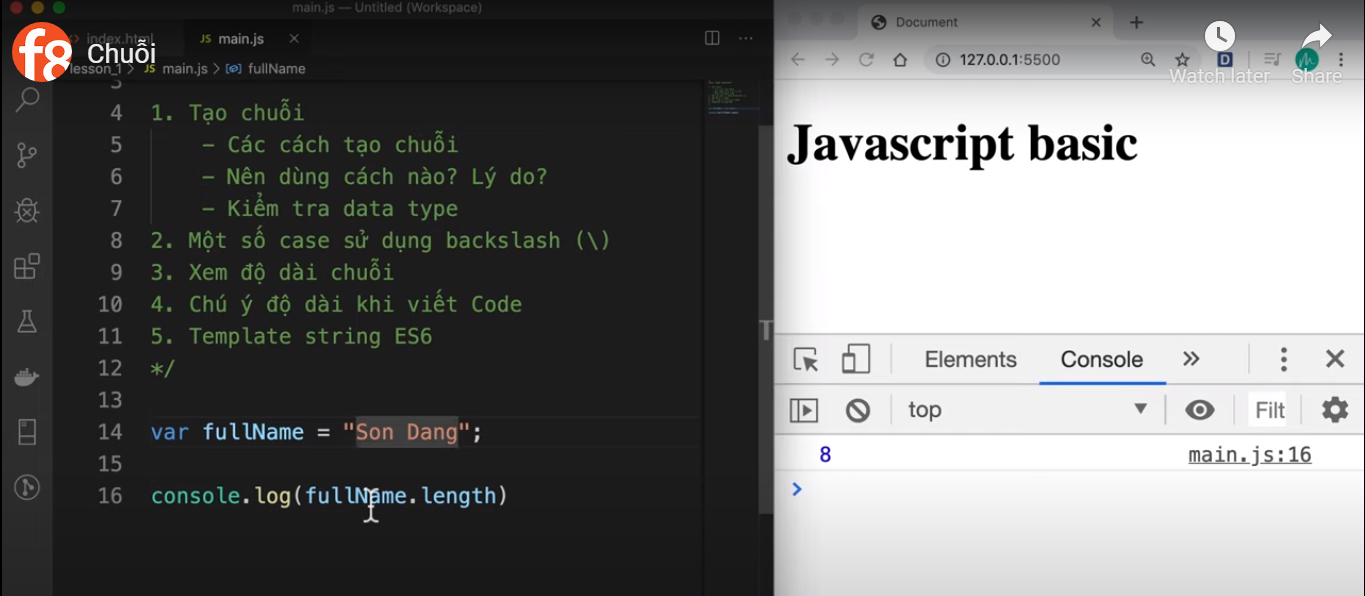 main.js — Untitled (Workspace)
index.html
JS main.js
f8 Chuỗi
lesson_1 > JS main.js > fullName
3
4 1. Tạo chuỗi
5 - Các cách tạo chuỗi
6 - Nên dùng cách nào? Lý do?
7 - Kiểm tra data type
8 2. Một số case sử dụng backslash (\)
9 3. Xem độ dài chuỗi
10 4. Chú ý độ dài khi viết Code
11 5. Template string ES6
12 */
13
14 var fullName = "Son Dang";
15
16 console.log(fullName.length)
Document
127.0.0.1:5500
D
Watch later
Share
Javascript basic
T
Elements
Console
top
Filt
8
main.js:16